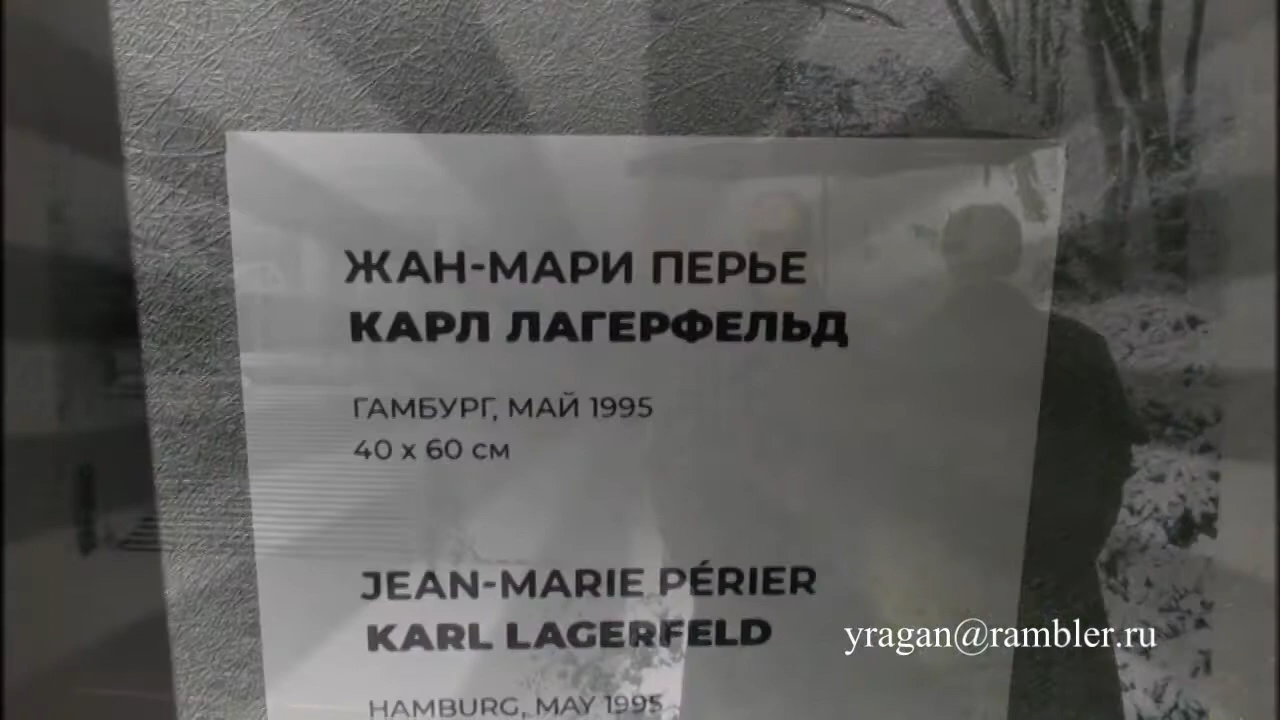 ЖАН-МАРИ ПЕРЬЕ
КАРЛ ЛАГЕРФЕЛЬД
ГАМБУРГ, МАЙ 1995
40 х 60 см
JEAN-MARIE PÉRIER
KARL LAGERFELD
yragan@rambler.ru
HAMBURG, MAY 1995